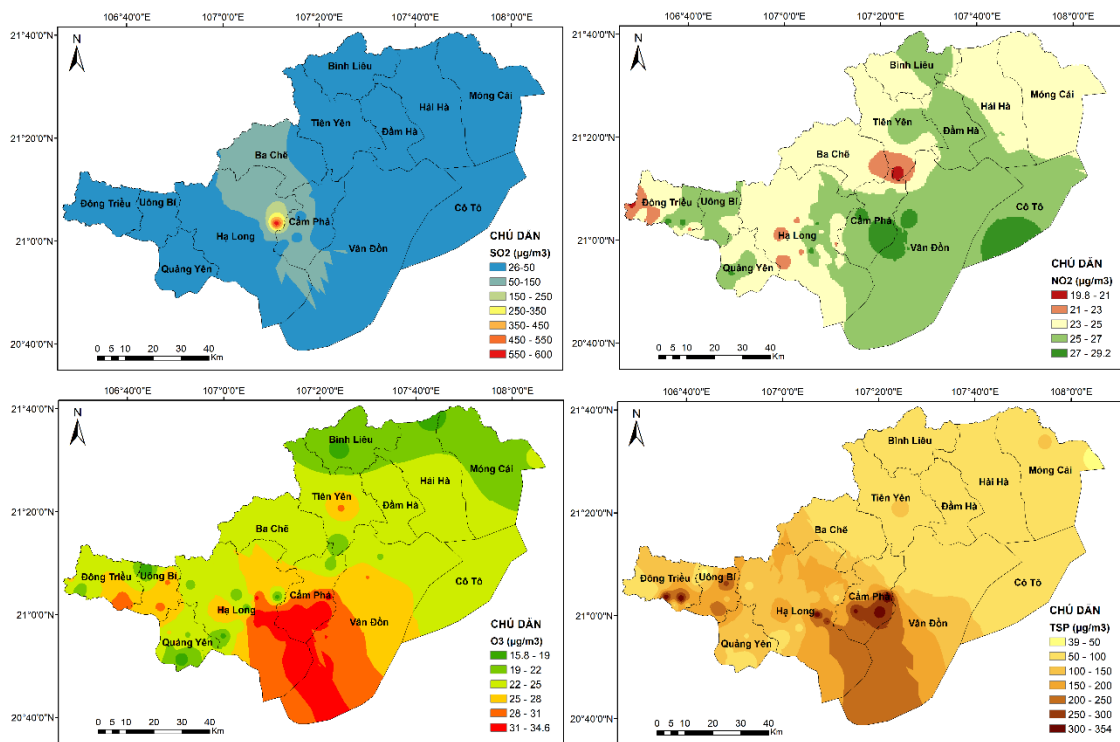 106°40'0"E 107°0'0"E 107°20'0"E 107°40'0"E 108°0'0"E
21°40'0"N
21°20'0"N
21°0'0"N
20°40'0"N
N
Bình Liêu
Móng Cái
Hải Hà
Tiên Yên
Đầm Hà
Ba Chẽ
Đông Triều
Uông Bí
Cô Tô
Cẩm Phả
Hạ Long
Vân Đồn
Quảng Yên
CHÚ DẪN
SO2 (µg/m3)
26-50
50-150
150 - 250
250-350
350- 450
450 - 550
550 - 600
0 5 10 20 30 40
Km
106°40'0"E 107°0'0"E 107°20'0"E 107°40'0"E 108°0'0"E
21°40'0"N
21°20'0"N
21°0'0"N
20°40'0"N
N
Bình Liêu
Móng Cái
Hải Hà
Tiên Yên
Đầm Hà
Ba Chẽ
Đông Triều
Uông Bí
Cô Tô
Cẩm Phả
Hạ Long
Vân Đồn
Quảng Yên
CHÚ DẪN
NO2 (µg/m3)
19.8 - 21
21 - 23
23 - 25
25 - 27
27 - 29.2
0 5 10 20 30 40
Km
106°40'0"E 107°0'0"E 107°20'0"E 107°40'0"E 108°0'0"E
21°40'0"N
21°20'0"N
21°0'0"N
20°40'0"N
N
Bình Liêu
Móng Cái
Hải Hà
Tiên Yên
Đầm Hà
Ba Chẽ
Đông Triều
Uông Bí
Cô Tô
Cẩm Phả
Hạ Long
Vân Đồn
Quảng Yên
CHÚ DẪN
O3 (µg/m3)
15.8 - 19
19 - 22
22 - 25
25 - 28
28 - 31
31 - 34.6
0 5 10 20 30 40
Km
106°40'0"E 107°0'0"E 107°20'0"E 107°40'0"E 108°0'0"E
21°40'0"N
21°20'0"N
21°0'0"N
20°40'0"N
N
Bình Liêu
Móng Cái
Hải Hà
Tiên Yên
Đầm Hà
Ba Chẽ
Đông Triều
Uông Bí
Cô Tô
Cẩm Phả
Hạ Long
Vân Đồn
Quảng Yên
CHÚ DẪN
TSP (µg/m3)
39 - 50
50 - 100
100 - 150
150 - 200
200 - 250
250 - 300
300 - 354
0 5 10 20 30 40
Km